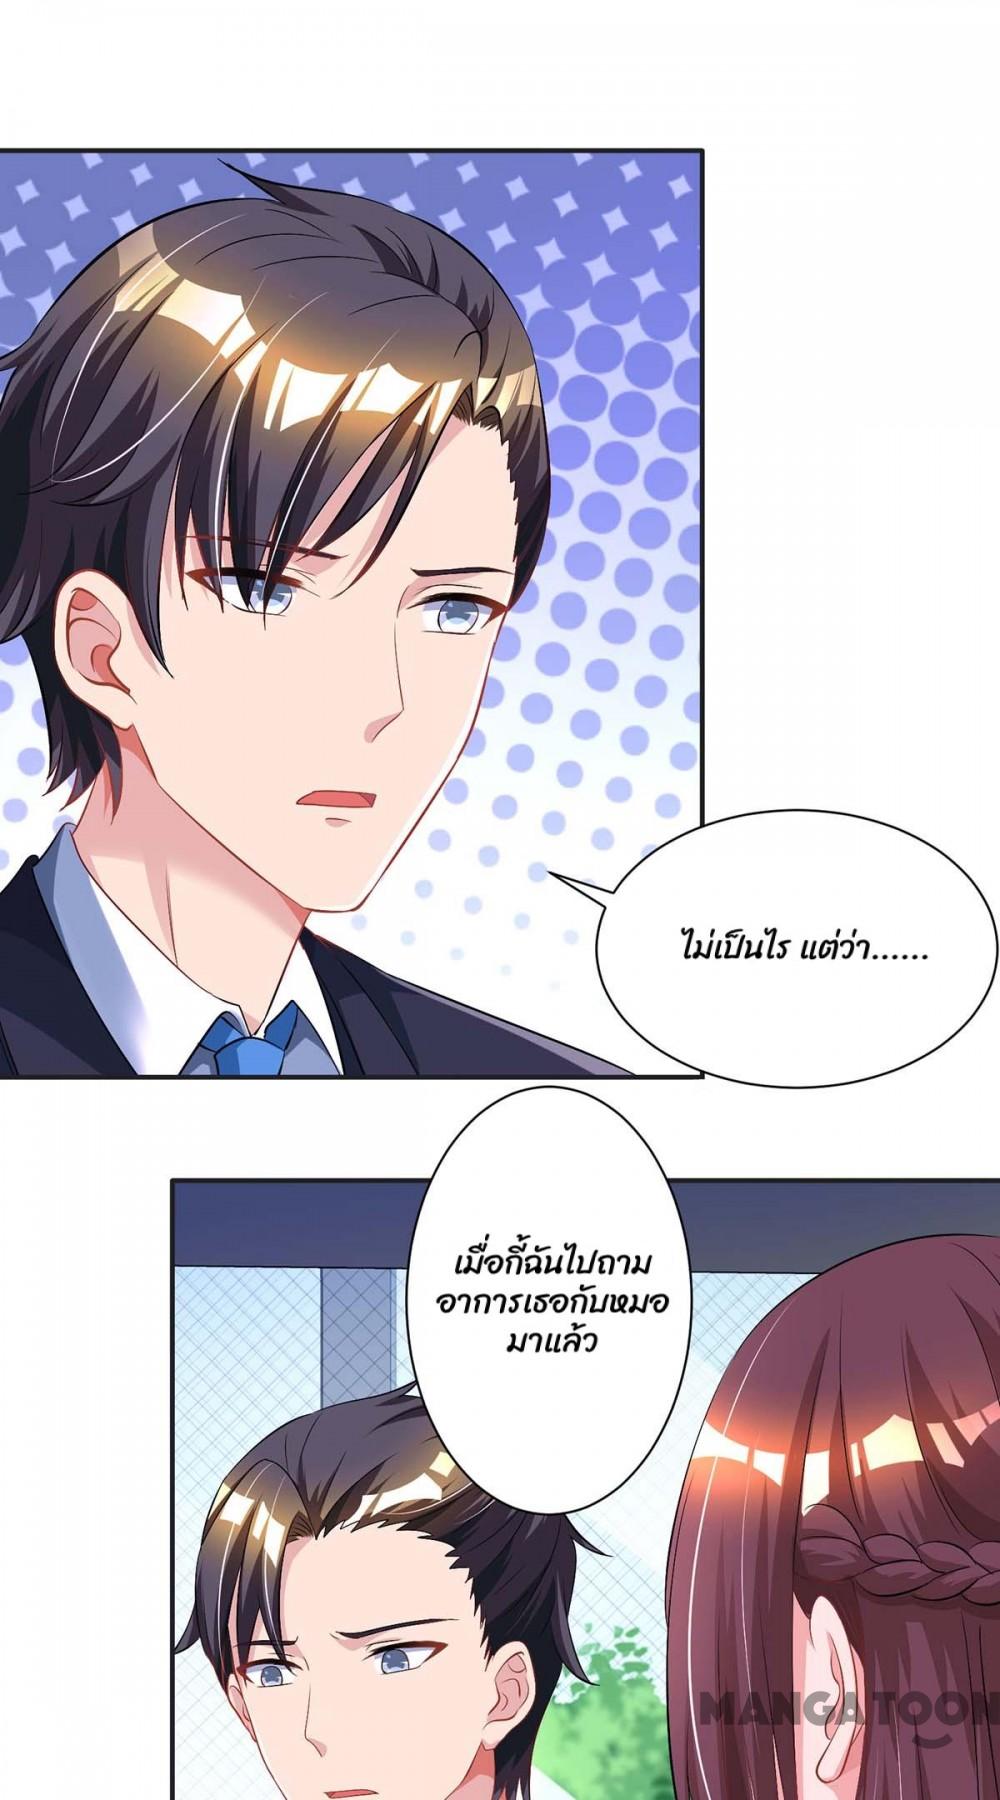 ไม่เป็นไร แต่ว่า......
เมื่อกี้ฉันไปถาม
อาการเธอกับหมอ
มาแล้ว
MANGATOON